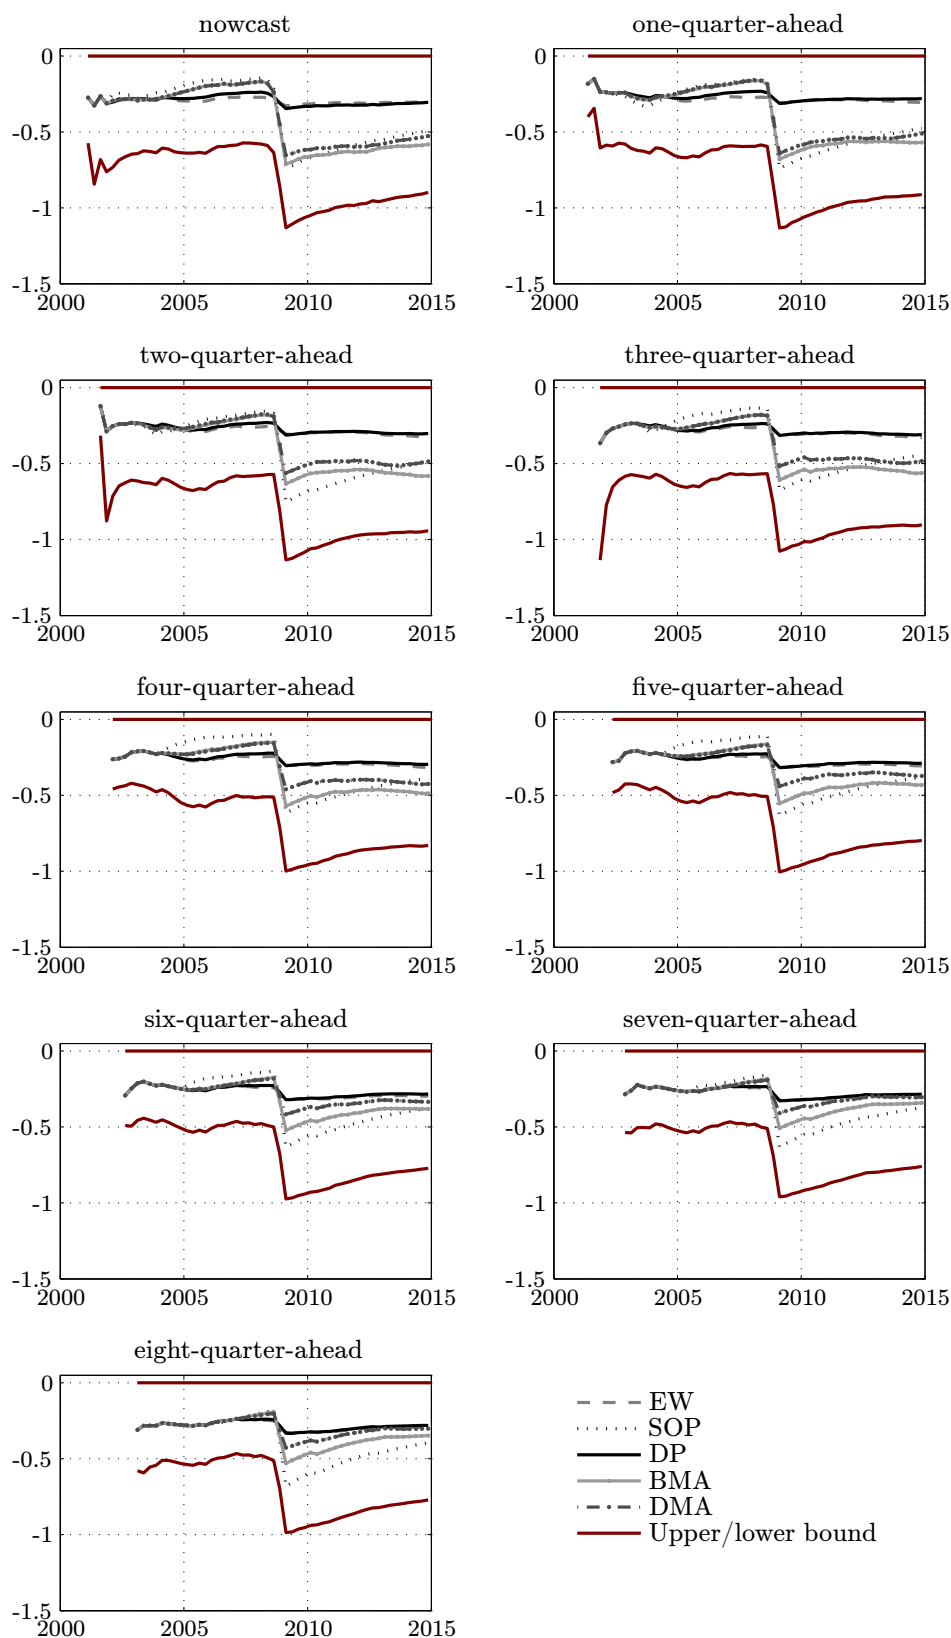 nowcast
0
-0.5
-1
-1.5
2000 2005 2010 2015
one-quarter-ahead
0
-0.5
-1
-1.5
2000 2005 2010 2015
two-quarter-ahead
0
-0.5
-1
-1.5
2000 2005 2010 2015
three-quarter-ahead
0
-0.5
-1
-1.5
2000 2005 2010 2015
four-quarter-ahead
0
-0.5
-1
-1.5
2000 2005 2010 2015
five-quarter-ahead
0
-0.5
-1
-1.5
2000 2005 2010 2015
six-quarter-ahead
0
-0.5
-1
-1.5
2000 2005 2010 2015
seven-quarter-ahead
0
-0.5
-1
-1.5
2000 2005 2010 2015
eight-quarter-ahead
0
-0.5
-1
-1.5
2000 2005 2010 2015
EW
SOP
DP
BMA
DMA
Upper/lower bound